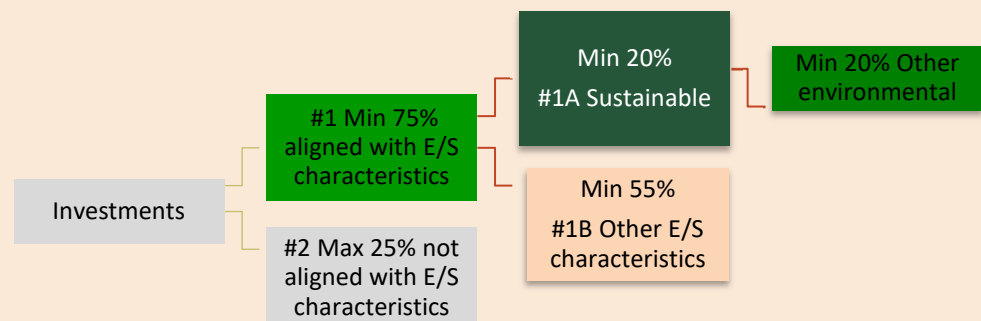 Investments
#1 Min 75%
aligned with E/S
characteristics
#2 Max 25% not
aligned with E/S
characteristics
Min 20%
#1A Sustainable
Min 55%
#1B Other E/S
characteristics
Min 20% Other
environmental